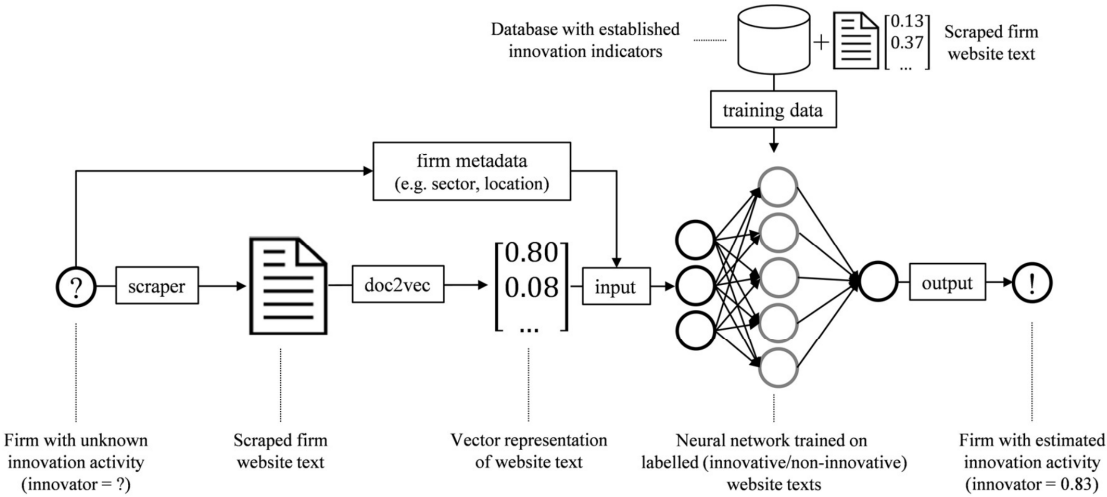 Database with established
innovation indicators
+
0.13
0.37
...
Scraped firm
website text
training data
firm metadata
(e.g. sector, location)
?
scraper
doc2vec
0.80
0.08
...
input
output
!
Firm with unknown
innovation activity
(innovator = ?)
Scraped firm
website text
Vector representation
of website text
Neural network trained on
labelled (innovative/non-innovative)
website texts
Firm with estimated
innovation activity
(innovator = 0.83)